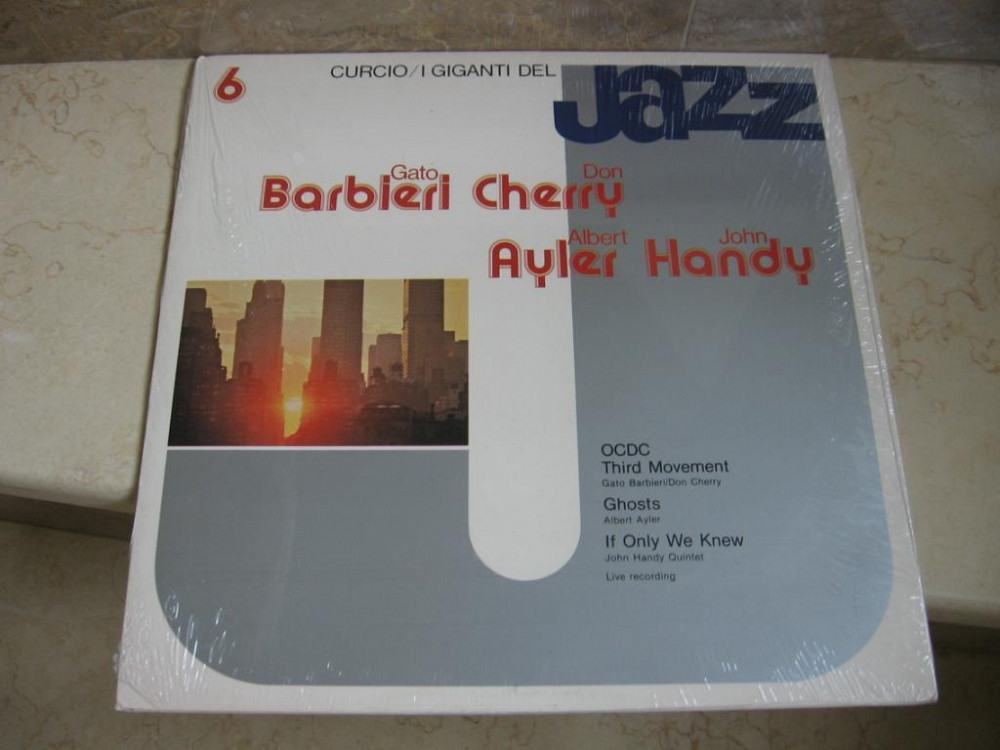 6
CURCIO/I GIGANTI DEL
Jazz
Gato
Barbieri
Don
Cherry
Albert
Ayler
John
Handy
OCDC
Third Movement
Gato Barbieri/Don Cherry
Ghosts
Albert Ayler
If Only We Knew
John Handy Quintet
Live recording